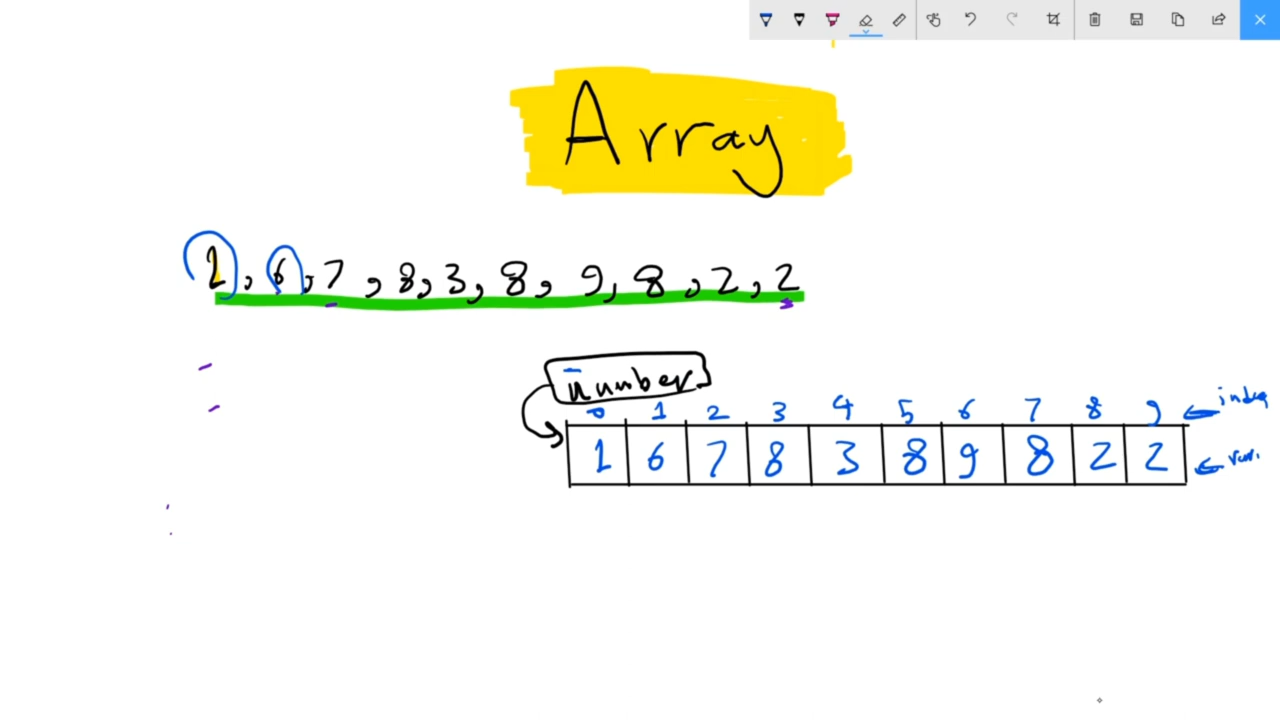 Array
1, 6, 7, 8, 3, 8, 9, 8, 2, 2
number
0 1 2 3 4 5 6 7 8 9 index
1 6 7 8 3 8 9 8 2 2